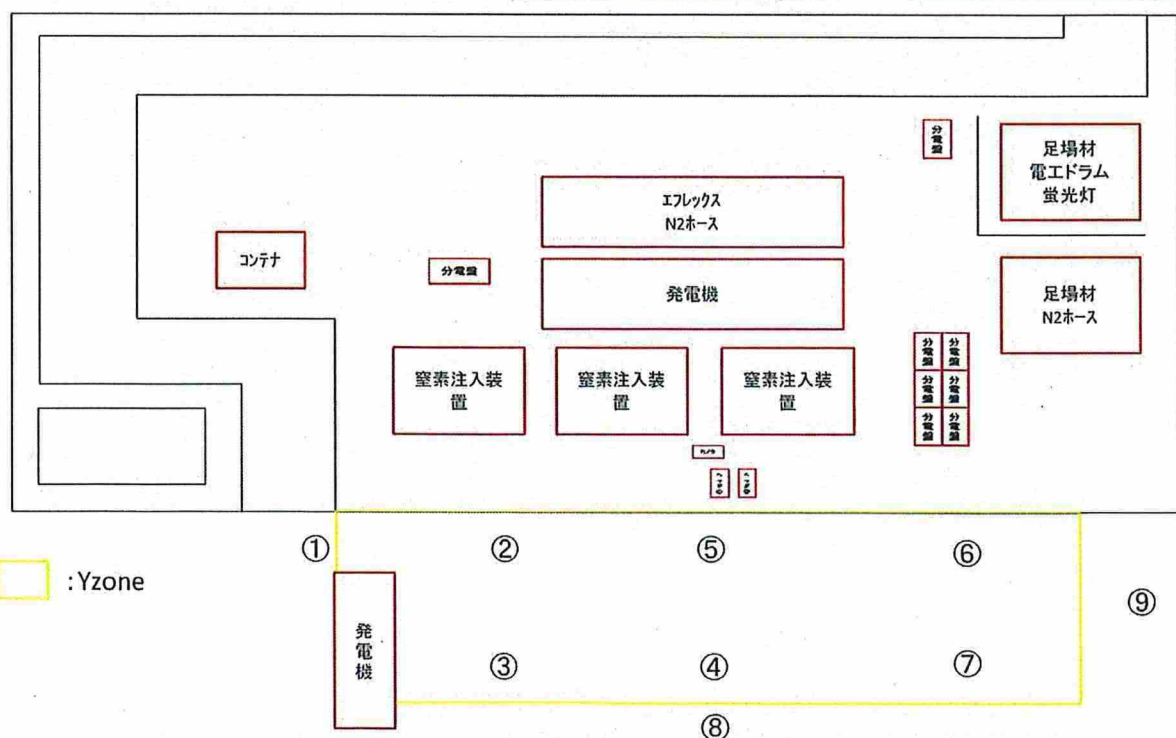 分電盤
足場材
電工ドラム
蛍光灯
エフレックス
N2ホース
コンテナ
分電盤
発電機
足場材
N2ホース
分電盤
分電盤
分電盤
分電盤
分電盤
分電盤
窒素注入装
置
窒素注入装
置
窒素注入装
置
①
②
⑤
⑥
:Yzone
⑨
発電機
③
④
⑦
⑧